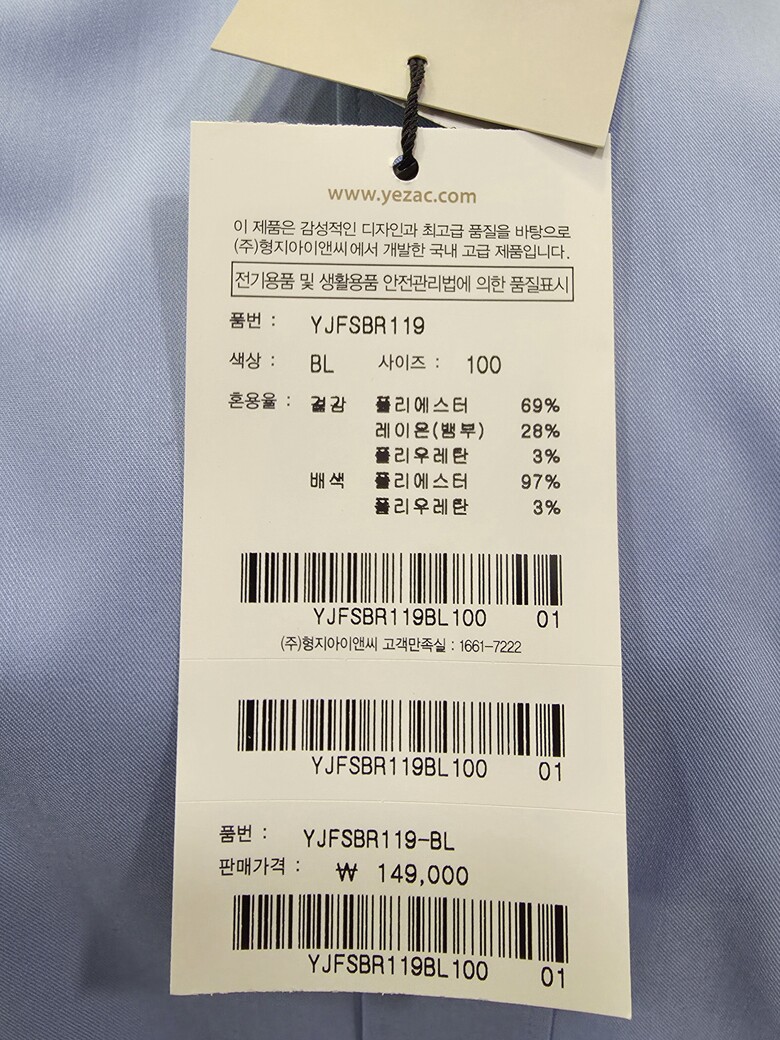 www.yezac.com
이 제품은 감성적인 디자인과 최고급 품질을 바탕으로
(주)형지아이앤씨에서 개발한 국내 고급 제품입니다.
전기용품 및 생활용품 안전관리법에 의한 품질표시
품번 : YJFSBR119
색상 : BL 사이즈 : 100
혼용율 : 겉감 폴리에스터 69%
레이온(뱀부) 28%
폴리우레탄 3%
배색 폴리에스터 97%
폴리우레탄 3%
YJFSBR119BL100 01
(주)형지아이앤씨 고객만족실 : 1661-7222
YJFSBR119BL100 01
품번 : YJFSBR119-BL
판매가격 : ₩ 149,000
YJFSBR119BL100 01